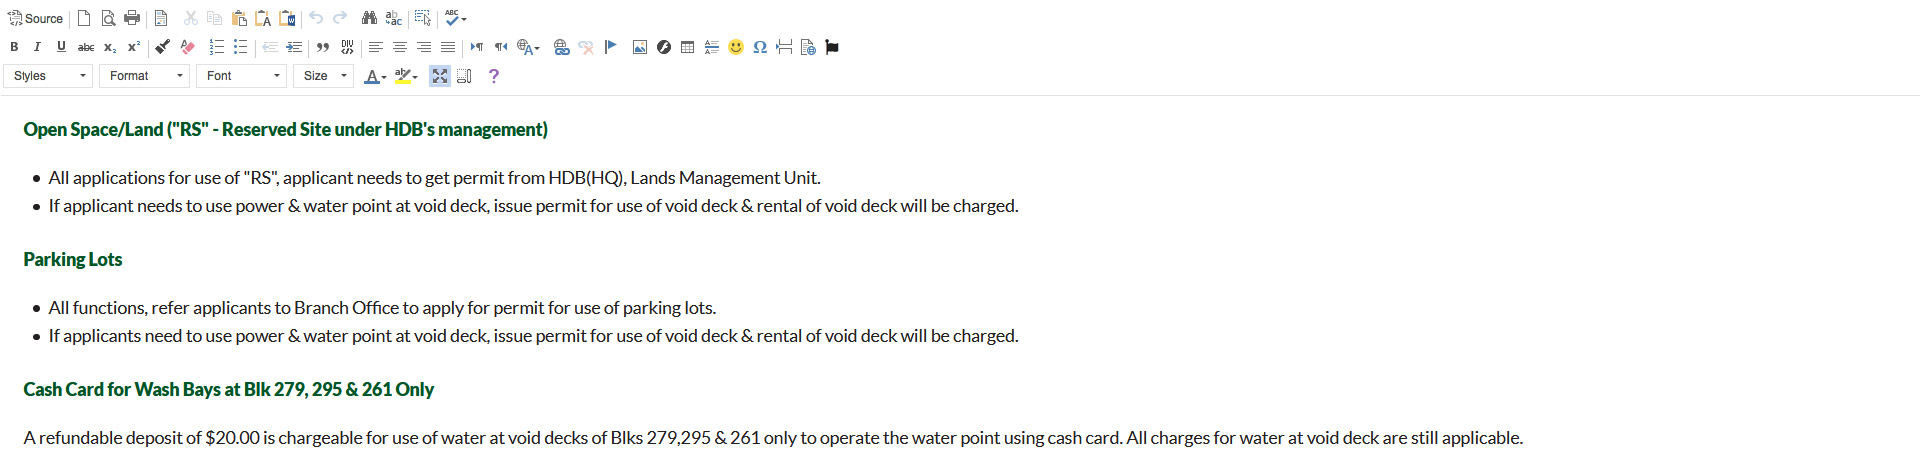 Source
B I U abc x₂ x²
Styles Format Font Size A ?
Open Space/Land ("RS" - Reserved Site under HDB's management)
• All applications for use of "RS", applicant needs to get permit from HDB(HQ), Lands Management Unit.
• If applicant needs to use power & water point at void deck, issue permit for use of void deck & rental of void deck will be charged.
Parking Lots
• All functions, refer applicants to Branch Office to apply for permit for use of parking lots.
• If applicants need to use power & water point at void deck, issue permit for use of void deck & rental of void deck will be charged.
Cash Card for Wash Bays at Blk 279, 295 & 261 Only
A refundable deposit of $20.00 is chargeable for use of water at void decks of Blks 279,295 & 261 only to operate the water point using cash card. All charges for water at void deck are still applicable.